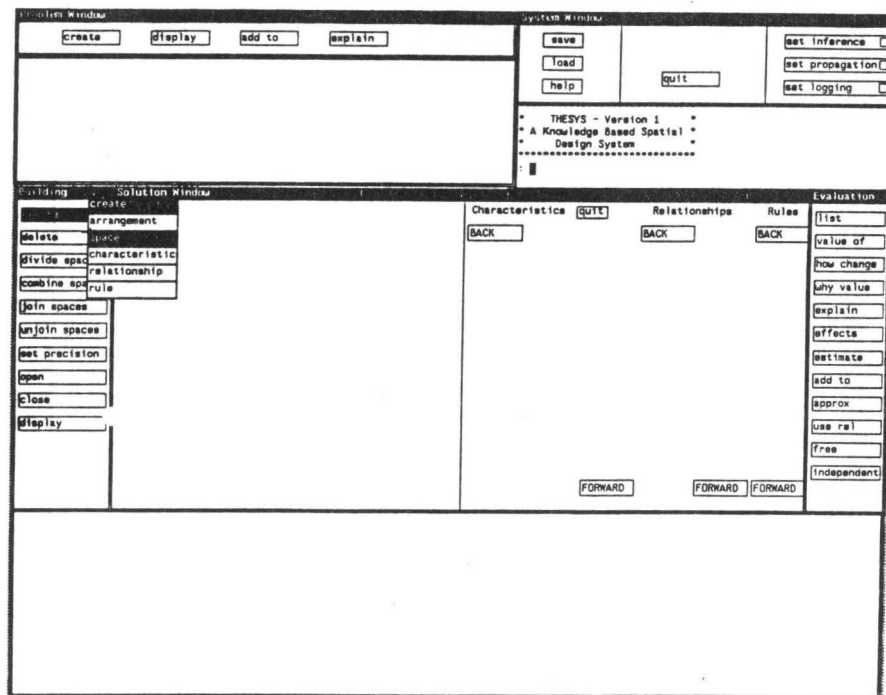 Problem Window
create display add to explain
System Window
save
load
help
quit
set inference
set propagation
set logging
* THESYS - Version 1 *
* A Knowledge Based Spatial *
* Design System *
:
Building
Solution Window
create
arrangement
space
characteristic
relationship
rule
delete
divide spac
combine spa
join spaces
unjoin spaces
set precision
open
close
display
Characteristics quit Relationships Rules
BACK BACK BACK
FORWARD FORWARD FORWARD
Evaluation
list
value of
how change
why value
explain
effects
estimate
add to
approx
use rel
free
independent